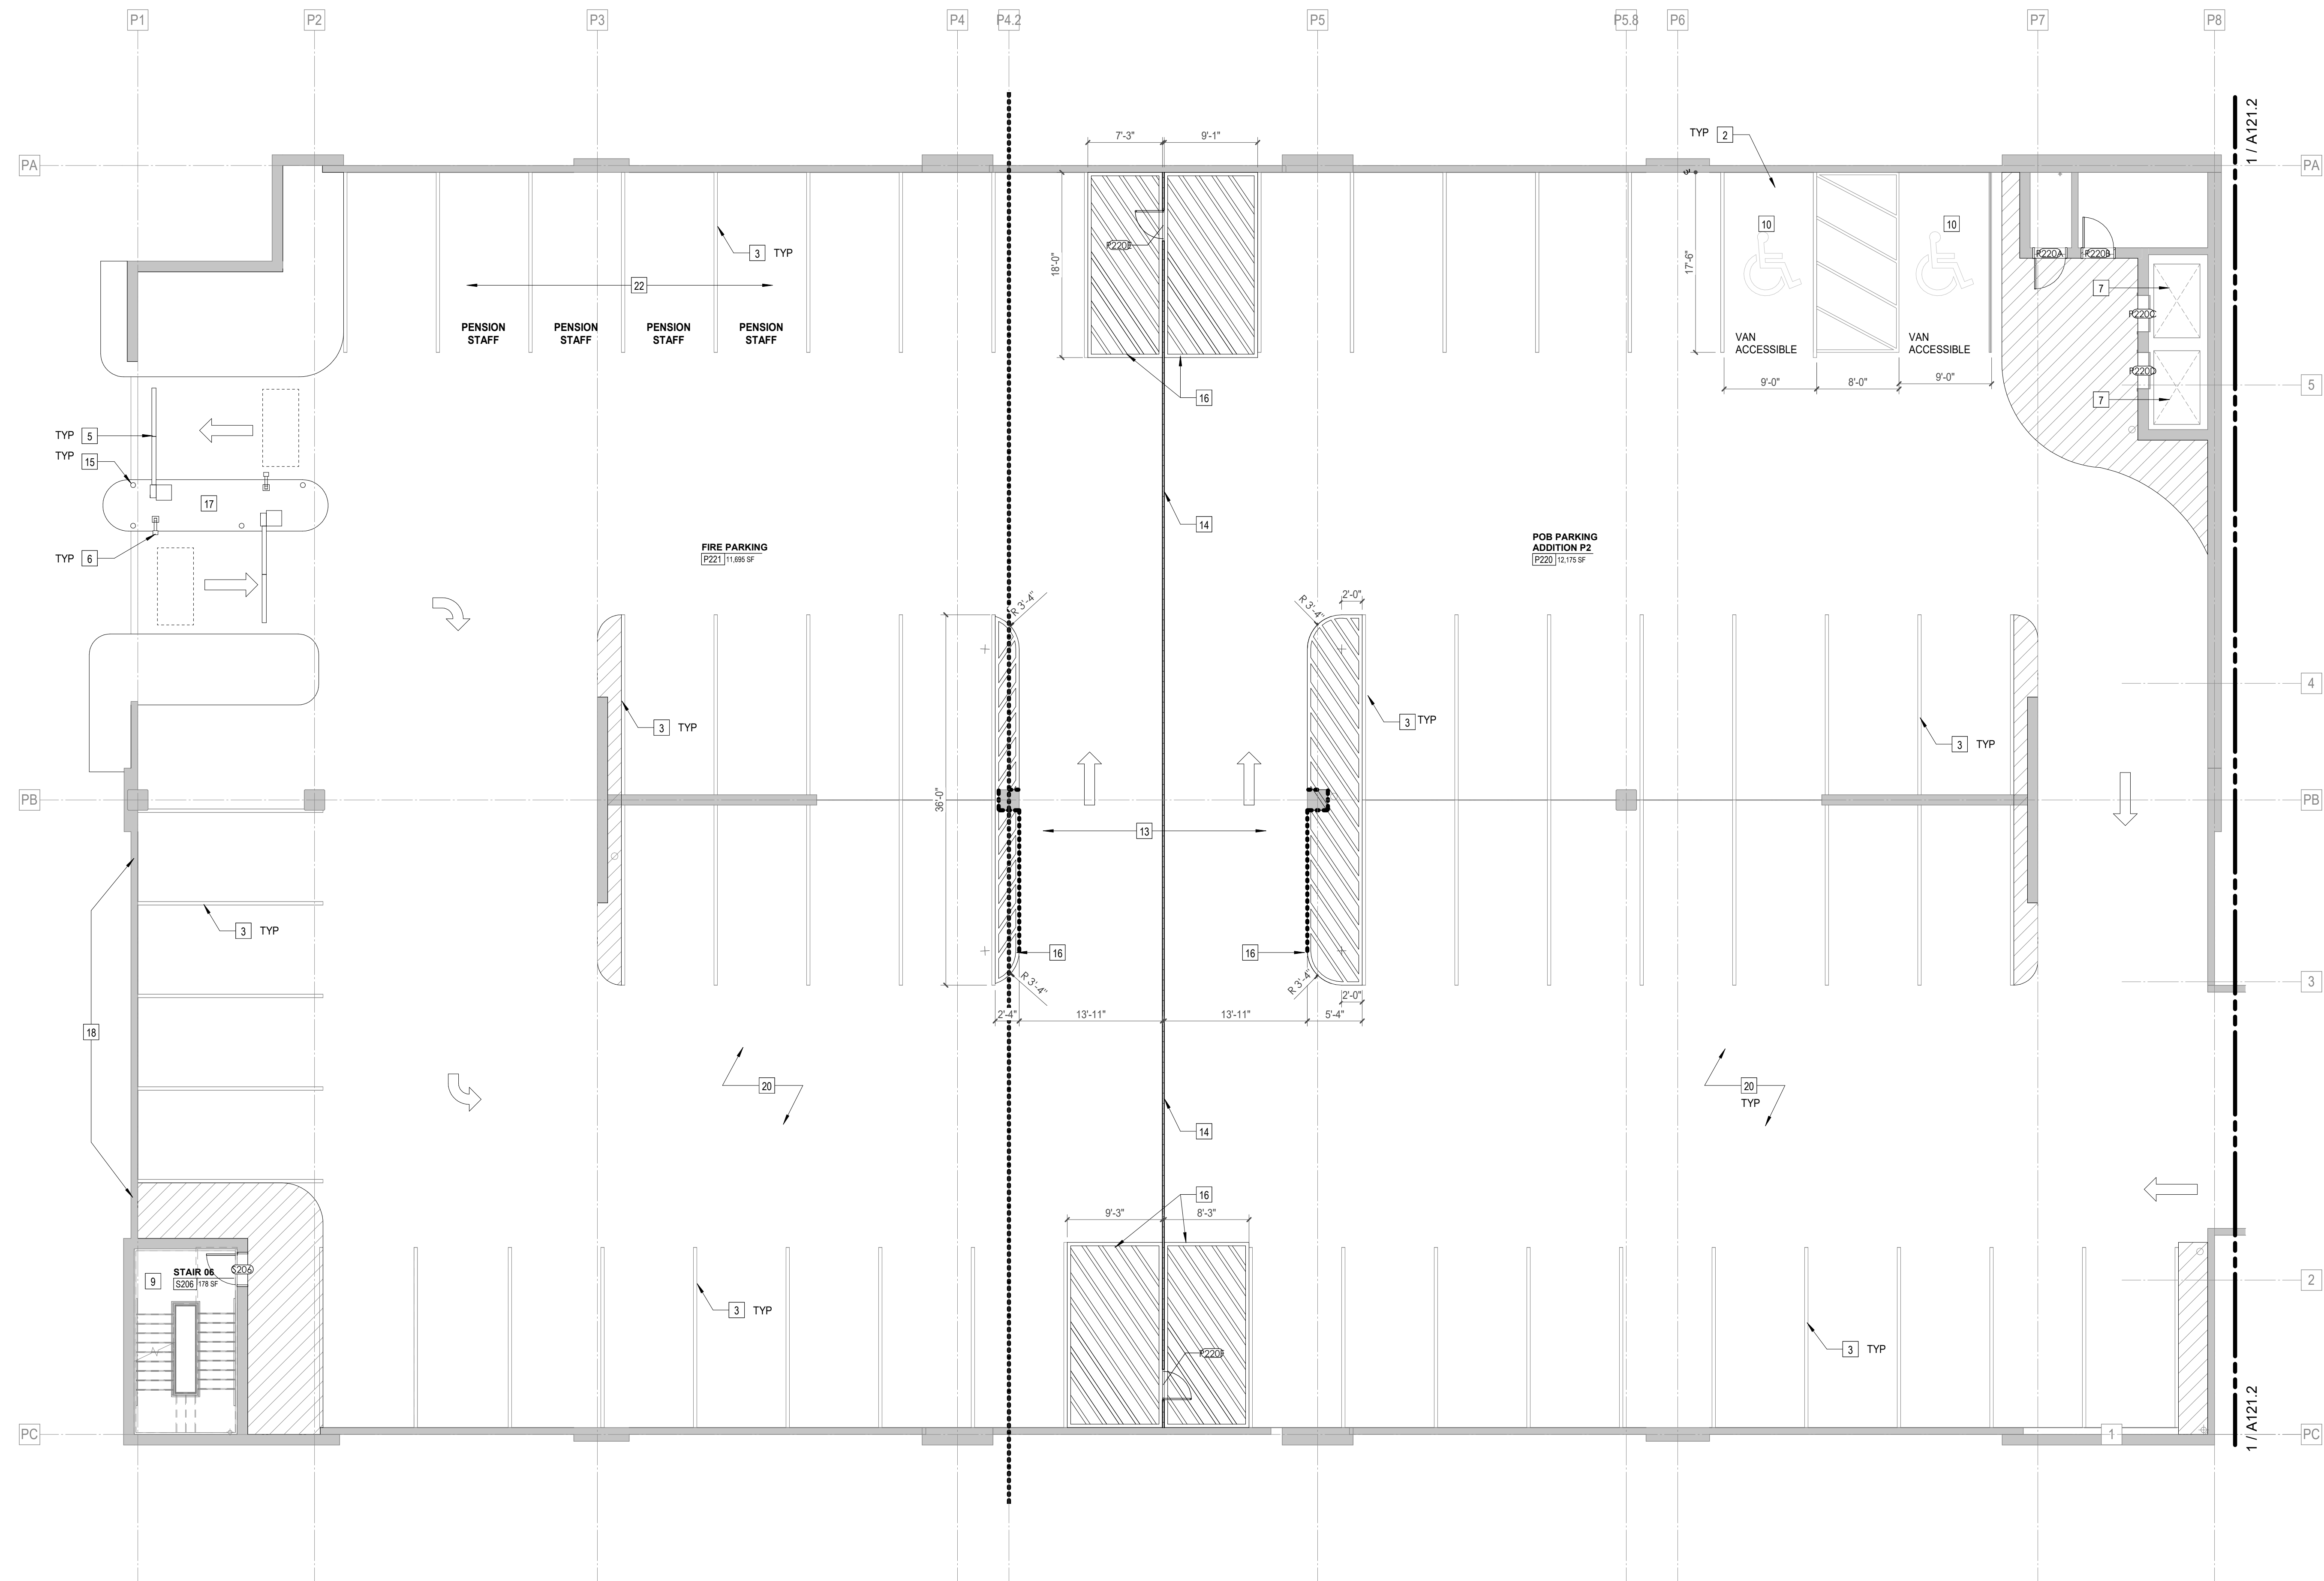 P1
P2
P3
P4
P4.2
P5
P5.8
P6
P7
P8
1 / A121.2
7'-3"
9'-1"
TYP 2
PA
PA
10
10
3 TYP
18'-0"
17'-6"
P220A
P220B
22
7
P220C
PENSION
STAFF
PENSION
STAFF
PENSION
STAFF
PENSION
STAFF
VAN
ACCESSIBLE
VAN
ACCESSIBLE
P220D
9'-0"
8'-0"
9'-0"
5
16
7
TYP 5
TYP
15
17
14
TYP 6
FIRE PARKING
P221 11,695 SF
POB PARKING
ADDITION P2
P220 12,175 SF
R 3'-4"
R 3'-4"
2'-0"
4
3 TYP
3 TYP
3 TYP
PB
36'-0"
PB
13
3 TYP
16
16
R 3'-4"
R 3'-4"
3
2'-0"
2'-4"
13'-11"
13'-11"
5'-4"
18
20
20
TYP
14
16
9'-3"
8'-3"
S206
9
STAIR 06
S206 178 SF
2
3 TYP
3 TYP
P220F
PC
1
PC
1 / A121.2